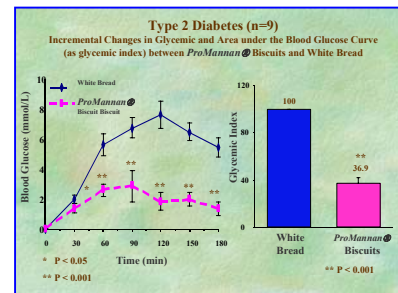 Type 2 Diabetes (n=9)
Incremental Changes in Glycemic and Area under the Blood Glucose Curve
(as glycemic index) between ProMannan® Biscuits and White Bread
10
8
6
4
2
0
Blood Glucose (mmol/L)
White Bread
ProMannan®
Biscuit Biscuit
*
**
**
**
**
**
0 30 60 90 120 150 180
Time (min)
* P < 0.05
** P < 0.001
120
80
40
0
Glycemic Index
100
**
36.9
White
Bread
ProMannan®
Biscuits
** P < 0.001